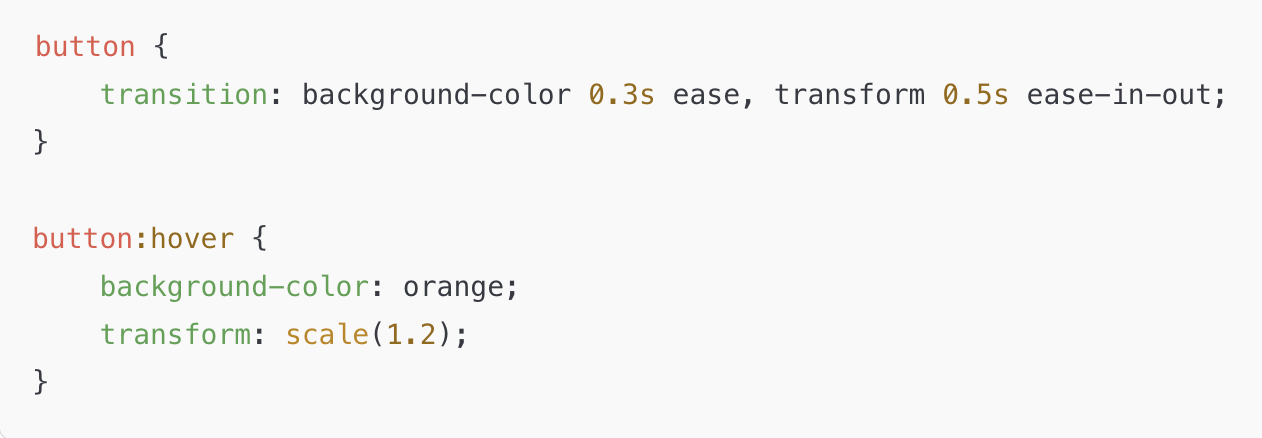 button {
    transition: background-color 0.3s ease, transform 0.5s ease-in-out;
}

button:hover {
    background-color: orange;
    transform: scale(1.2);
}